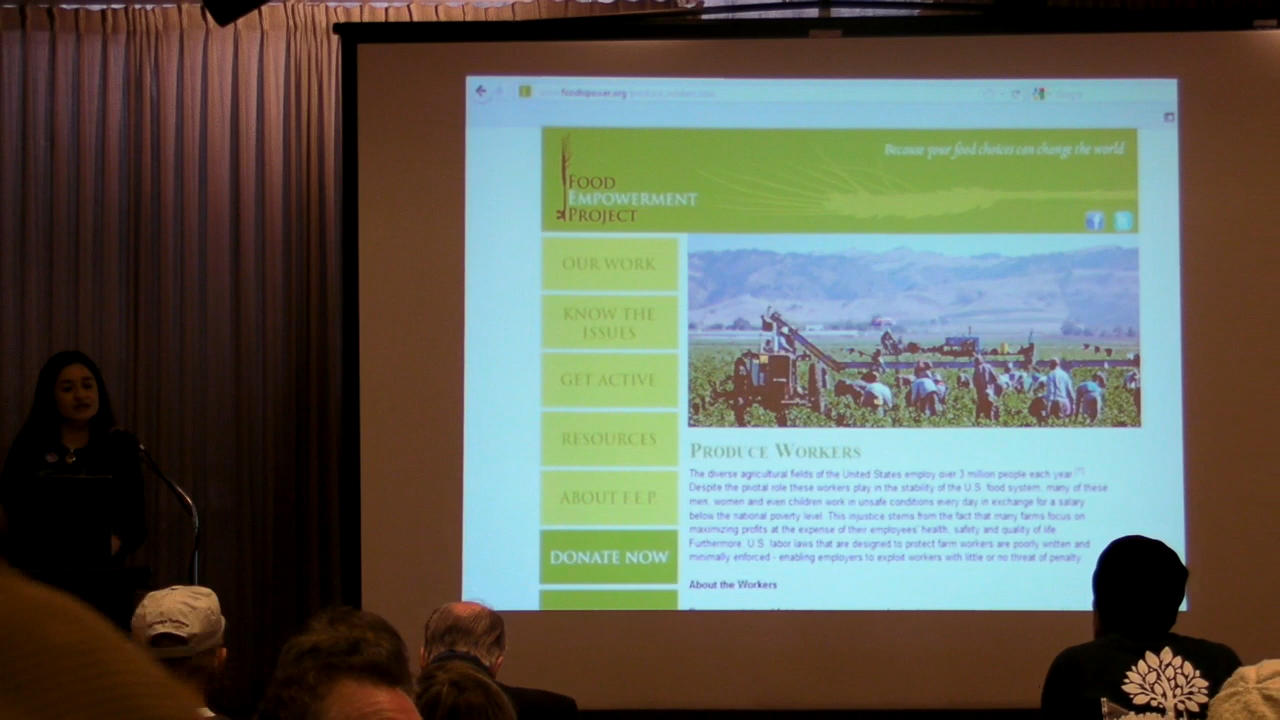 foodispower.org
Google
Because your food choices can change the world
FOOD
EMPOWERMENT
PROJECT
OUR WORK
KNOW THE
ISSUES
GET ACTIVE
RESOURCES
ABOUT F.E.P.
DONATE NOW
PRODUCE WORKERS
The diverse agricultural fields of the United States employ over 3 million people each year.
Despite the pivotal role these workers play in the stability of the U.S. food system, many of these
men, women and even children work in unsafe conditions every day in exchange for a salary
below the national poverty level. This injustice stems from the fact that many farms focus on
maximizing profits at the expense of their employees' health, safety and quality of life.
Furthermore, U.S. labor laws that are designed to protect farm workers are poorly written and
minimally enforced - enabling employers to exploit workers with little or no threat of penalty.
About the Workers